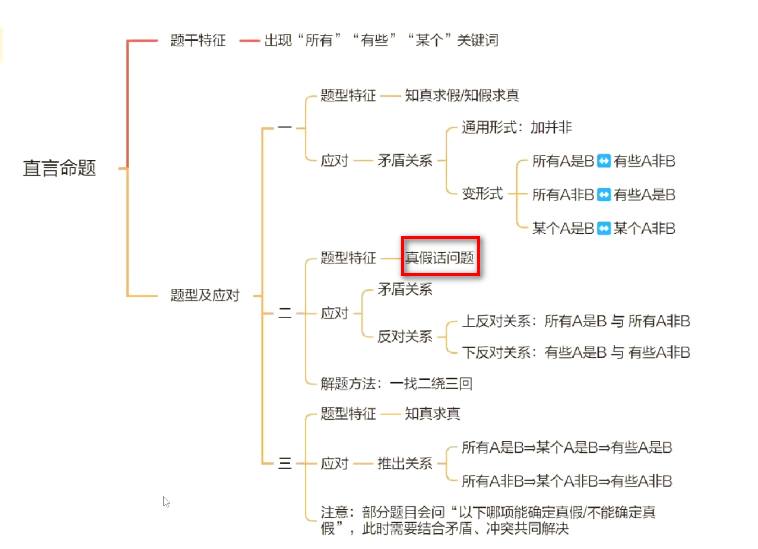 直言命题
题干特征
出现“所有”“有些”“某个”关键词
题型及应对
一
题型特征
知真求假/知假求真
应对
矛盾关系
通用形式：加并非
变形式
所有A是B↔有些A非B
所有A非B↔有些A是B
某个A是B↔某个A非B
二
题型特征
真假话问题
应对
矛盾关系
反对关系
上反对关系：所有A是B 与 所有A非B
下反对关系：有些A是B 与 有些A非B
解题方法：一找二绕三回
三
题型特征
知真求真
应对
推出关系
所有A是B⇒某个A是B⇒有些A是B
所有A非B⇒某个A非B⇒有些A非B
注意：部分题目会问“以下哪项能确定真假/不能确定真
假”，此时需要结合矛盾、冲突共同解决